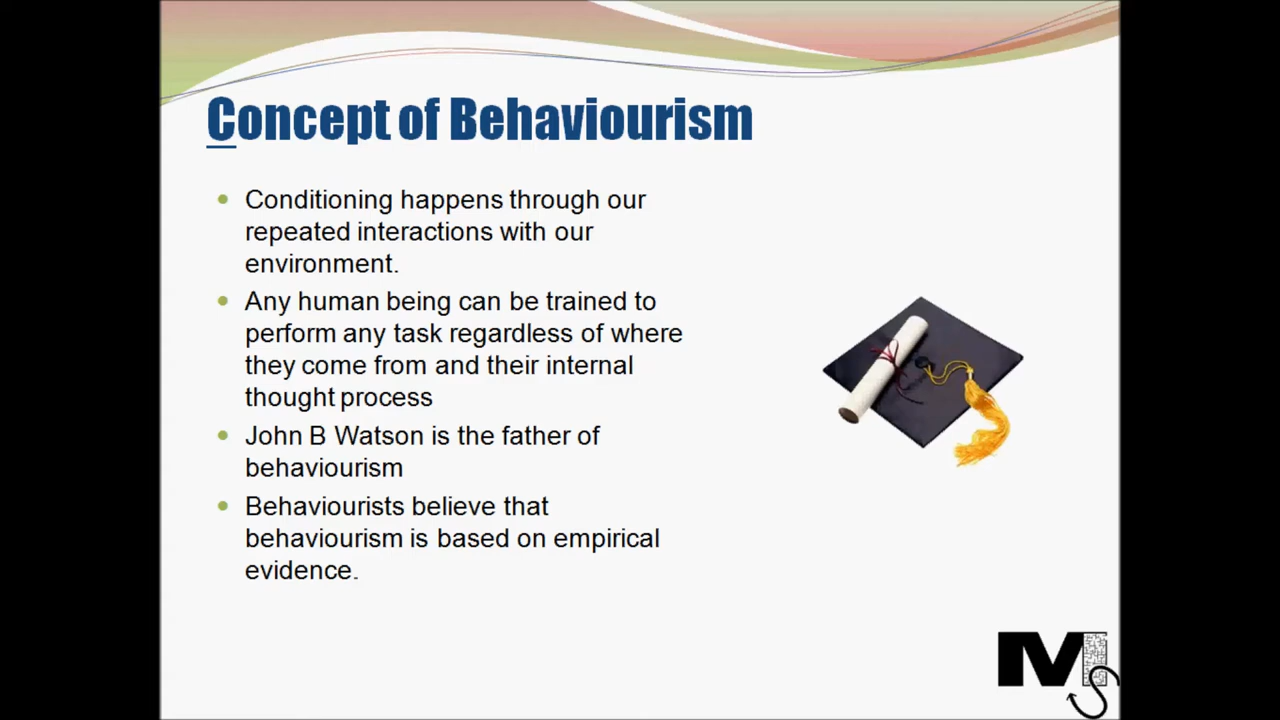 Concept of Behaviourism
Conditioning happens through our
repeated interactions with our
environment.
Any human being can be trained to
perform any task regardless of where
they come from and their internal
thought process
John B Watson is the father of
behaviourism
Behaviourists believe that
behaviourism is based on empirical
evidence.
MS